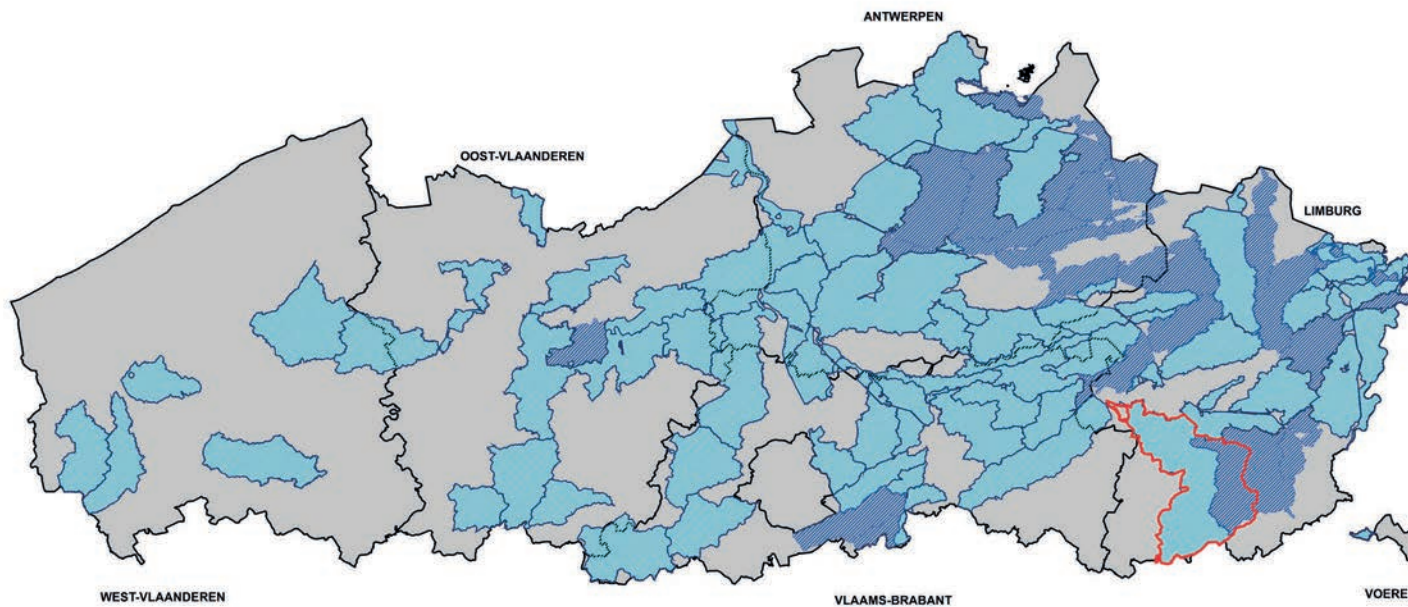 ANTWERPEN
OOST-VLAANDEREN
LIMBURG
WEST-VLAANDEREN
VLAAMS-BRABANT
VOERE